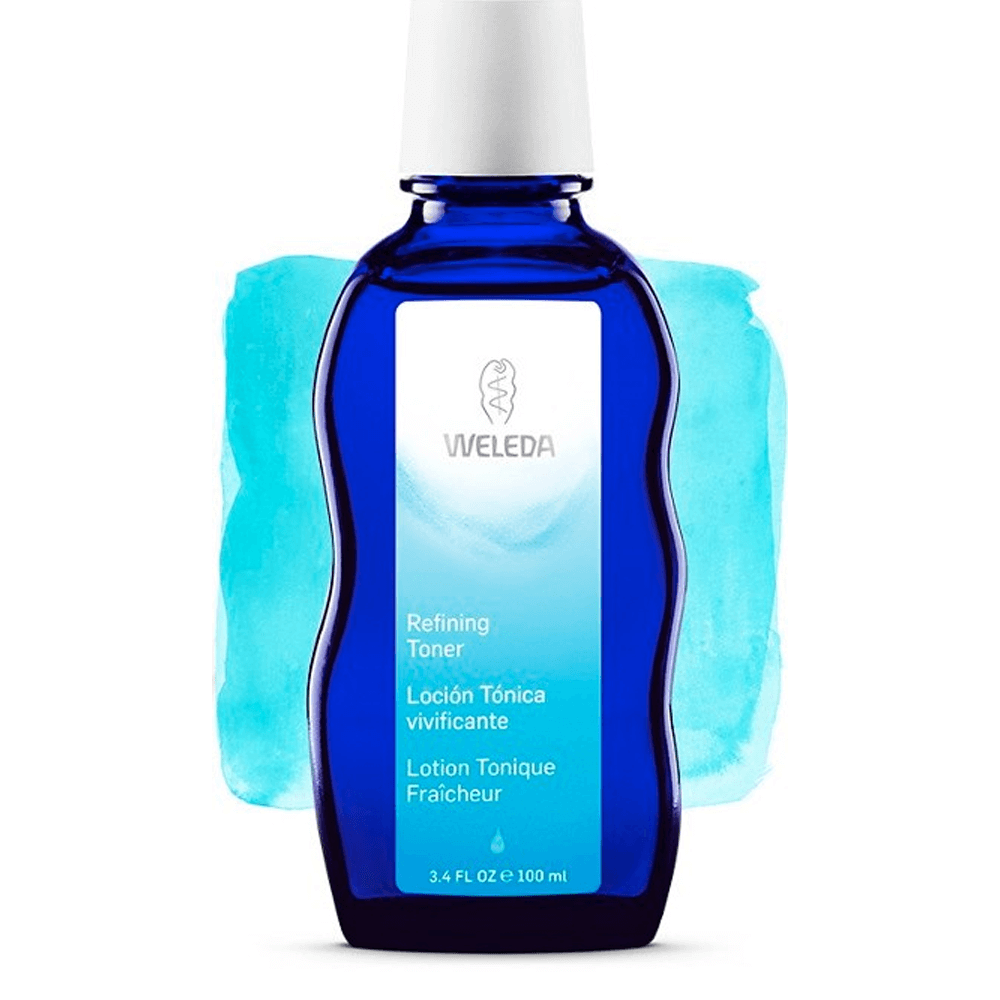 WELEDA
Refining
Toner
Loción Tónica
vivificante
Lotion Tonique
Fraîcheur
3.4 FL OZ ℮ 100 ml